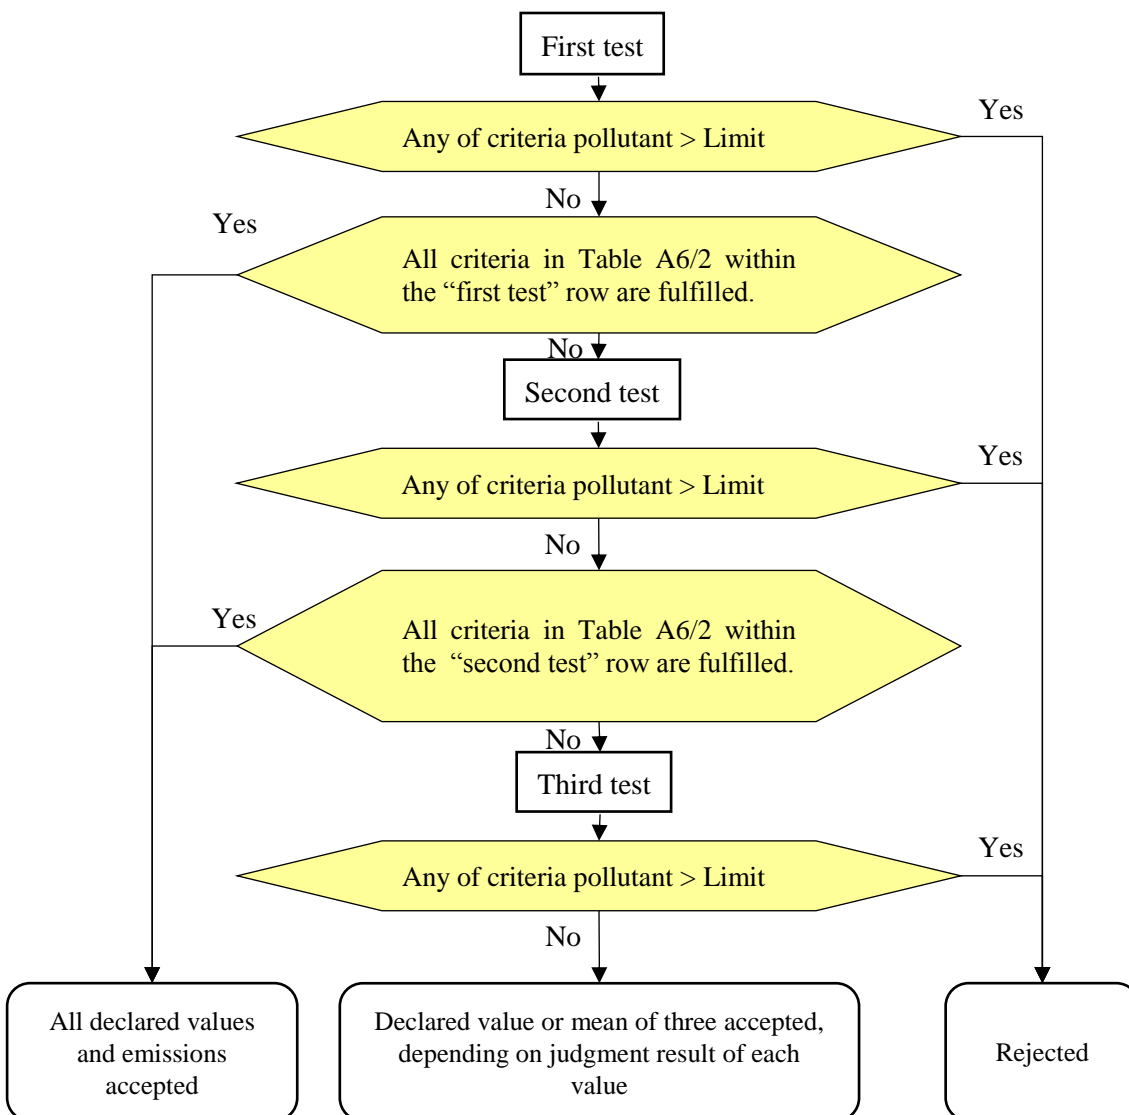 First test
Yes
Any of criteria pollutant > Limit
No
Yes
All criteria in Table A6/2 within
the “first test” row are fulfilled.
No
Second test
Yes
Any of criteria pollutant > Limit
No
Yes
All criteria in Table A6/2 within
the “second test” row are fulfilled.
No
Third test
Yes
Any of criteria pollutant > Limit
No
All declared values
and emissions
accepted
Declared value or mean of three accepted,
depending on judgment result of each
value
Rejected